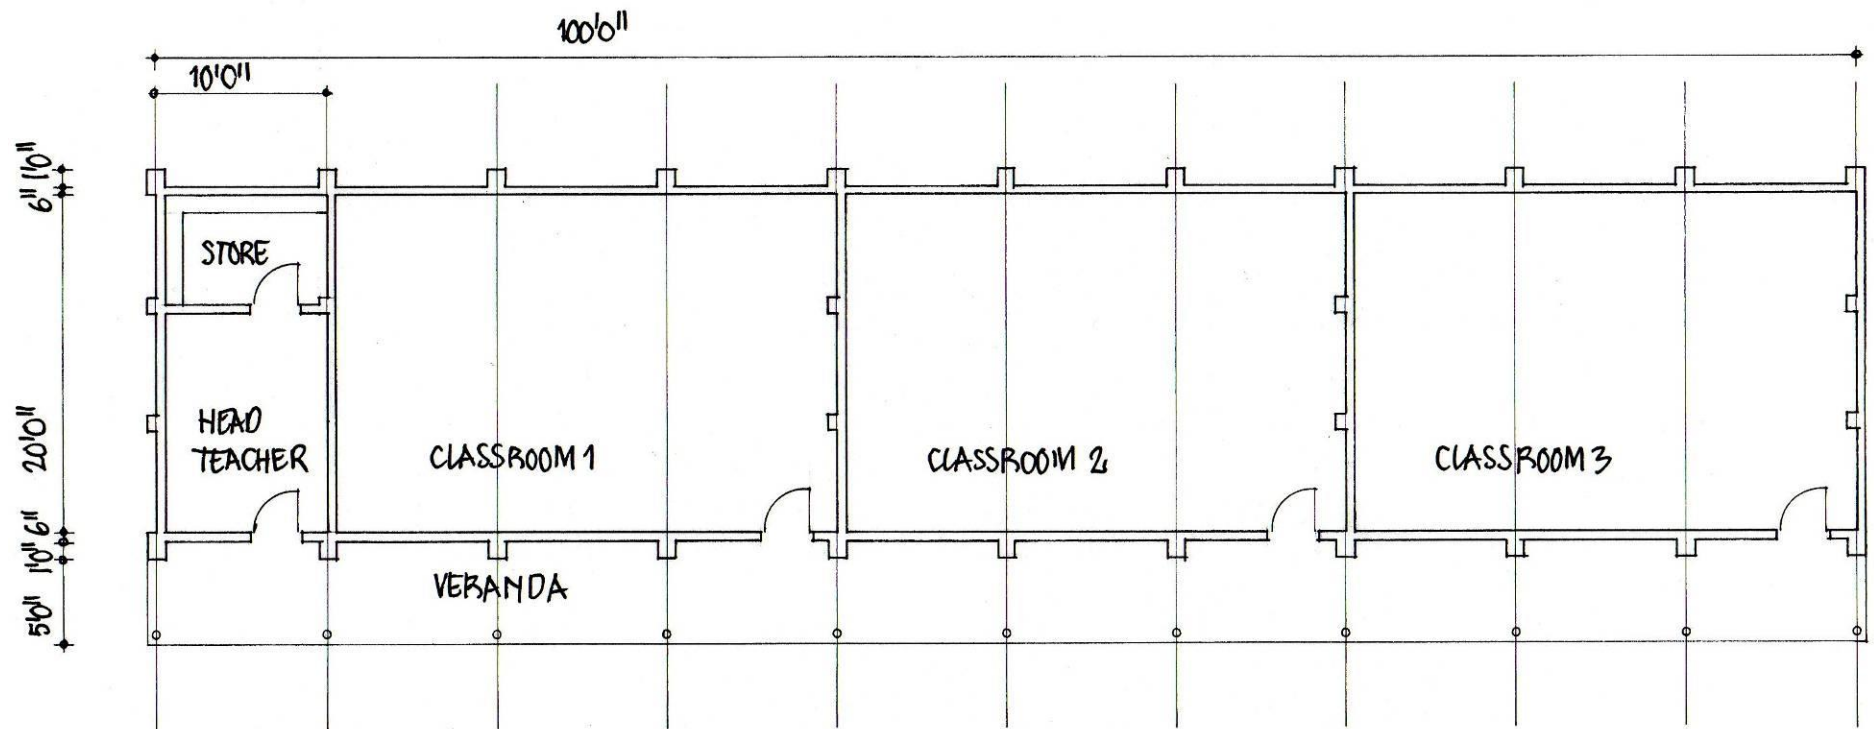 100'0"
10'0"
6" 1'0"
STORE
HEAD
TEACHER
20'0"
CLASSROOM 1
CLASSROOM 2
CLASSROOM 3
1'0" 6"
VERANDA
5'0"